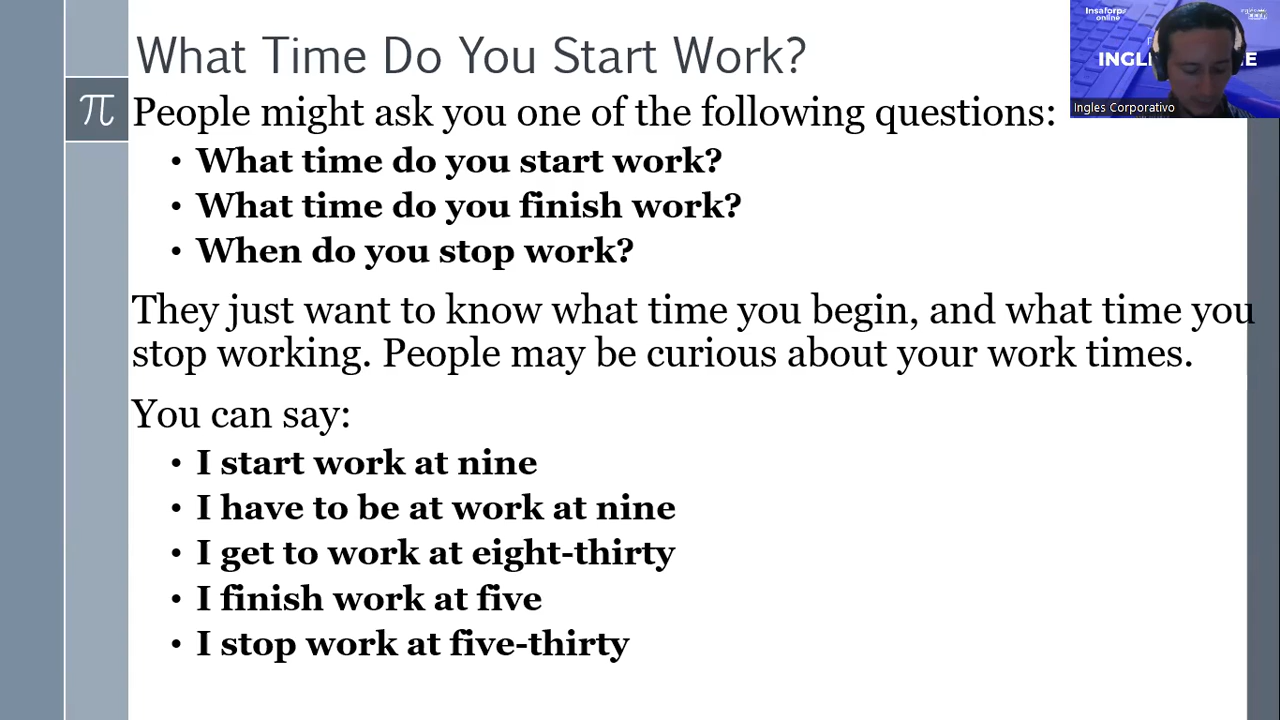 What Time Do You Start Work?
π
People might ask you one of the following questions:
• What time do you start work?
• What time do you finish work?
• When do you stop work?
They just want to know what time you begin, and what time you
stop working. People may be curious about your work times.
You can say:
• I start work at nine
• I have to be at work at nine
• I get to work at eight-thirty
• I finish work at five
• I stop work at five-thirty
Insaforp
online
INGL E
Ingles Corporativo